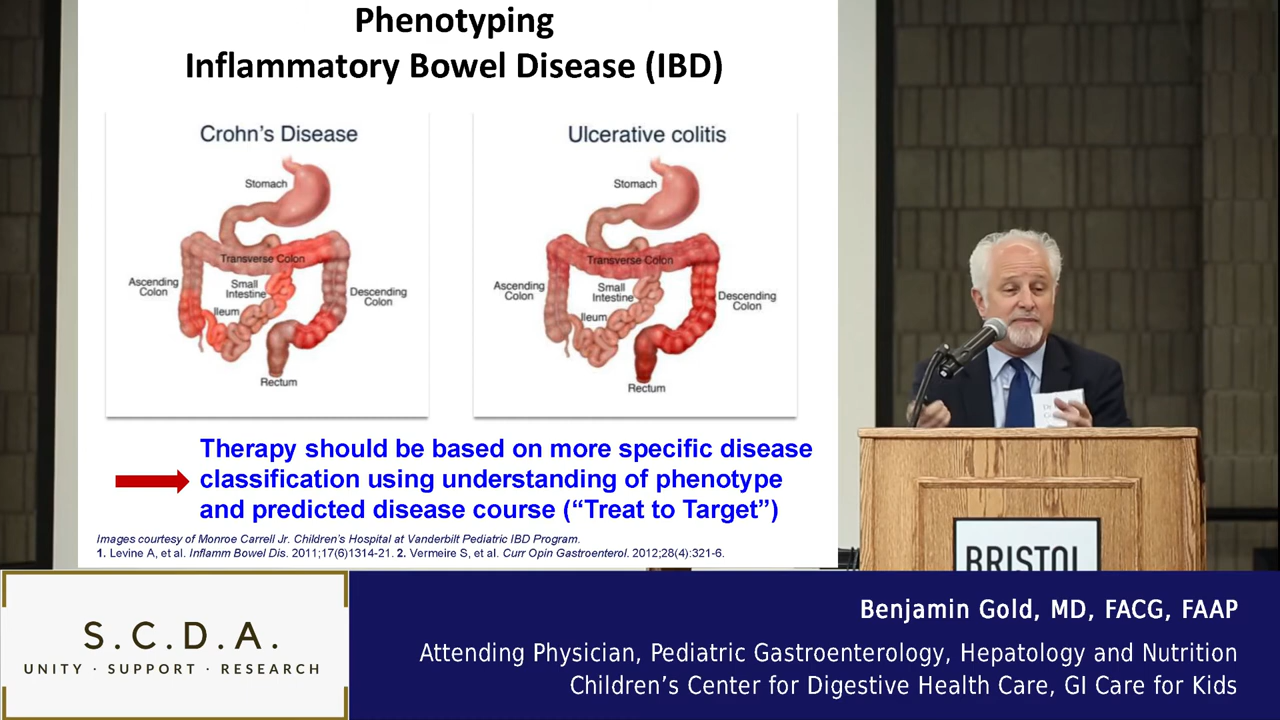 Phenotyping
Inflammatory Bowel Disease (IBD)
Crohn's Disease
Stomach
Transverse Colon
Ascending
Colon
Small
Intestine
Descending
Colon
Ileum
Rectum
Ulcerative colitis
Stomach
Transverse Colon
Ascending
Colon
Small
Intestine
Descending
Colon
Ileum
Rectum
Therapy should be based on more specific disease
classification using understanding of phenotype
and predicted disease course (“Treat to Target”)
Images courtesy of Monroe Carrell Jr. Children's Hospital at Vanderbilt Pediatric IBD Program.
1. Levine A, et al. Inflamm Bowel Dis. 2011;17(6)1314-21. 2. Vermeire S, et al. Curr Opin Gastroenterol. 2012;28(4):321-6.
BRISTOL
S.C.D.A.
UNITY · SUPPORT · RESEARCH
Benjamin Gold, MD, FACG, FAAP
Attending Physician, Pediatric Gastroenterology, Hepatology and Nutrition
Children’s Center for Digestive Health Care, GI Care for Kids